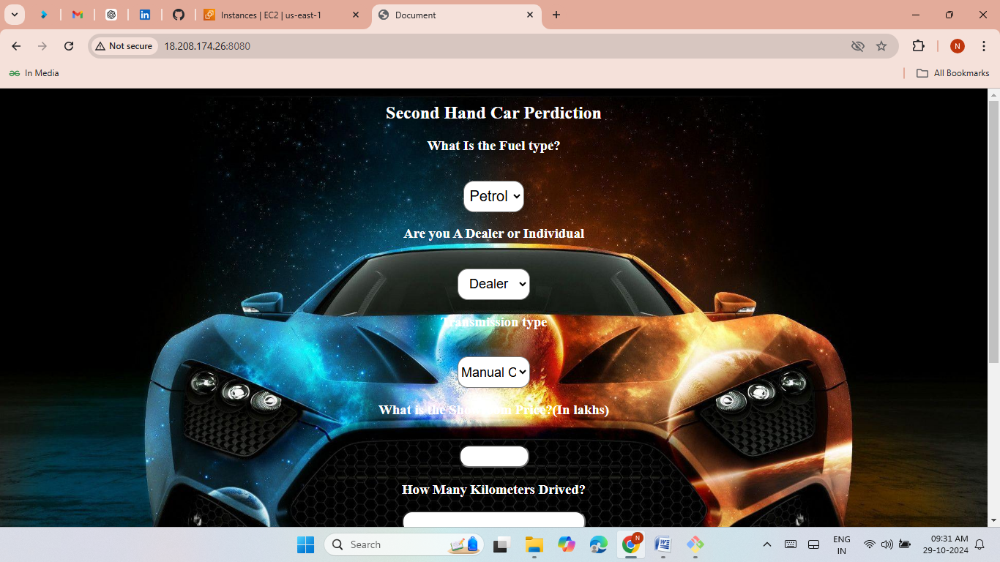 Instances | EC2 | us-east-1
Document
Not secure
18.208.174.26:8080
N
In Media
All Bookmarks
Second Hand Car Perdiction
What Is the Fuel type?
Petrol
Are you A Dealer or Individual
Dealer
Transmission type
Manual C
What is the Showroom Price?(In lakhs)
How Many Kilometers Drived?
Search
N
ENG
IN
09:31 AM
29-10-2024